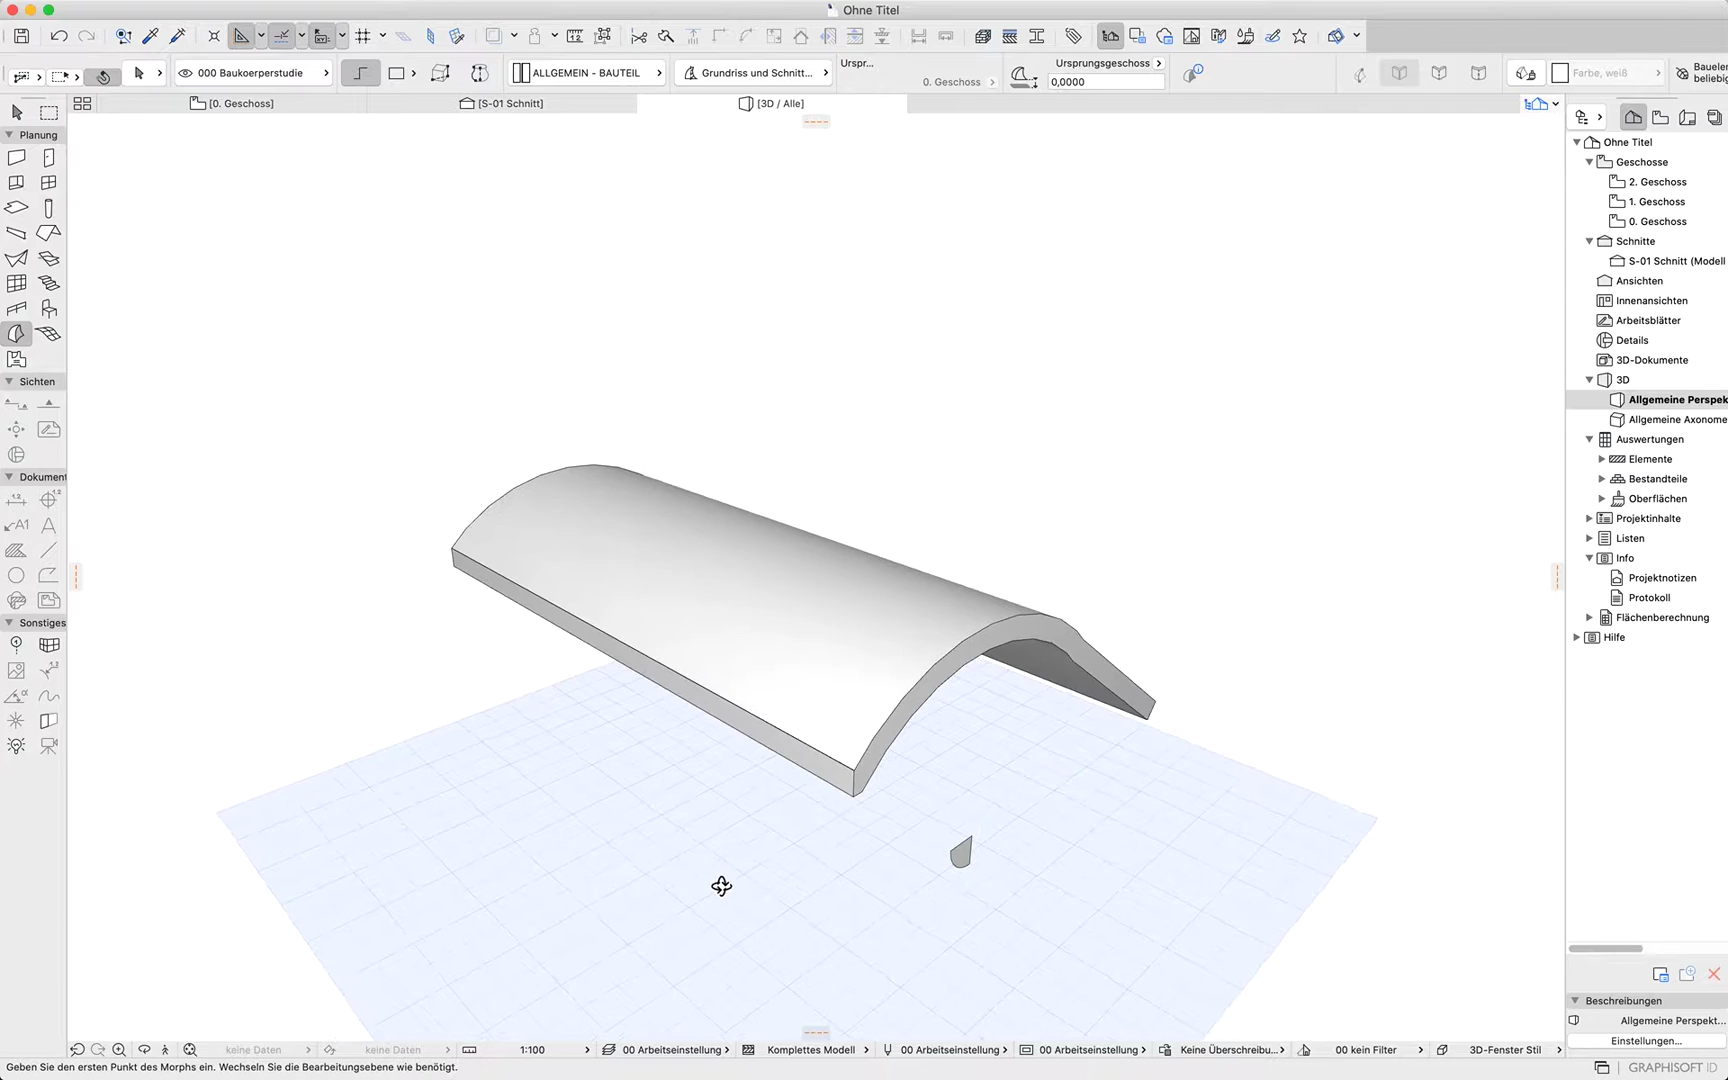 Ohne Titel
000 Baukoerperstudie
ALLGEMEIN - BAUTEIL
Grundriss und Schnitt...
Urspr...
0. Geschoss
Ursprungsgeschoss
0,0000
Farbe, weiß
Bauele
beliebig
[0. Geschoss]
[S-01 Schnitt]
[3D / Alle]
Planung
Sichten
Dokument
Sonstiges
Ohne Titel
Geschosse
2. Geschoss
1. Geschoss
0. Geschoss
Schnitte
S-01 Schnitt (Modell
Ansichten
Innenansichten
Arbeitsblätter
Details
3D-Dokumente
3D
Allgemeine Perspek
Allgemeine Axonome
Auswertungen
Elemente
Bestandteile
Oberflächen
Projektinhalte
Listen
Info
Projektnotizen
Protokoll
Flächenberechnung
Hilfe
Beschreibungen
Allgemeine Perspekt...
Einstellungen...
keine Daten
keine Daten
1:100
00 Arbeitseinstellung
Komplettes Modell
00 Arbeitseinstellung
00 Arbeitseinstellung
Keine Überschreibu...
00 kein Filter
3D-Fenster Stil
Geben Sie den ersten Punkt des Morphs ein. Wechseln Sie die Bearbeitungsebene wie benötigt.
GRAPHISOFT ID